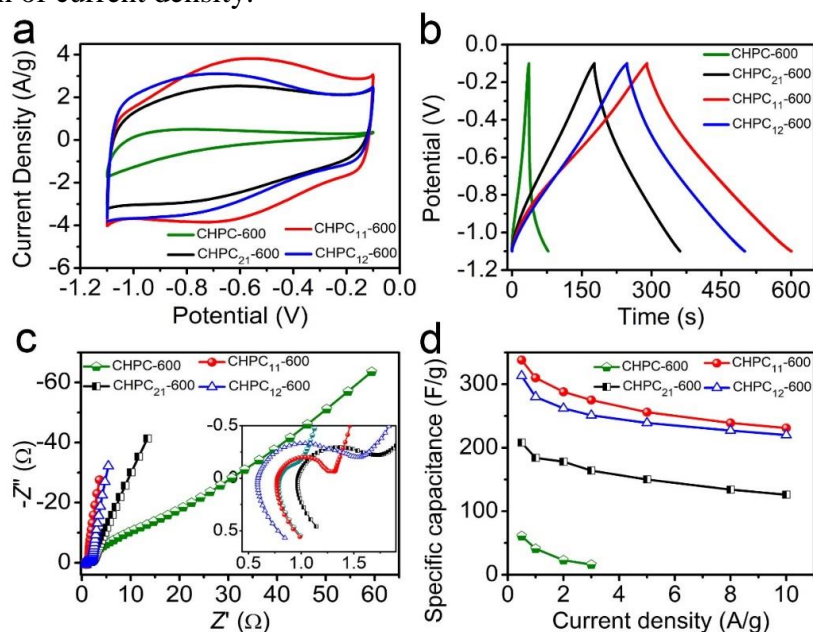 n of current density.
a
4
2
0
-2
-4
-6
Current Density (A/g)
CHPC-600
CHPC₁₁-600
CHPC₂₁-600
CHPC₁₂-600
-1.2
-1.0
-0.8
-0.6
-0.4
-0.2
0.0
Potential (V)
b
0.0
-0.2
-0.4
-0.6
-0.8
-1.0
-1.2
Potential (V)
CHPC-600
CHPC₂₁-600
CHPC₁₁-600
CHPC₁₂-600
0
150
300
450
600
Time (s)
c
-60
-40
-20
0
-Z'' (Ω)
CHPC-600
CHPC₁₁-600
CHPC₂₁-600
CHPC₁₂-600
-0.5
0.0
0.5
0.5
1.0
1.5
0
10
20
30
40
50
60
Z' (Ω)
d
300
200
100
0
Specific capacitance (F/g)
CHPC-600
CHPC₁₁-600
CHPC₂₁-600
CHPC₁₂-600
0
2
4
6
8
10
Current density (A/g)